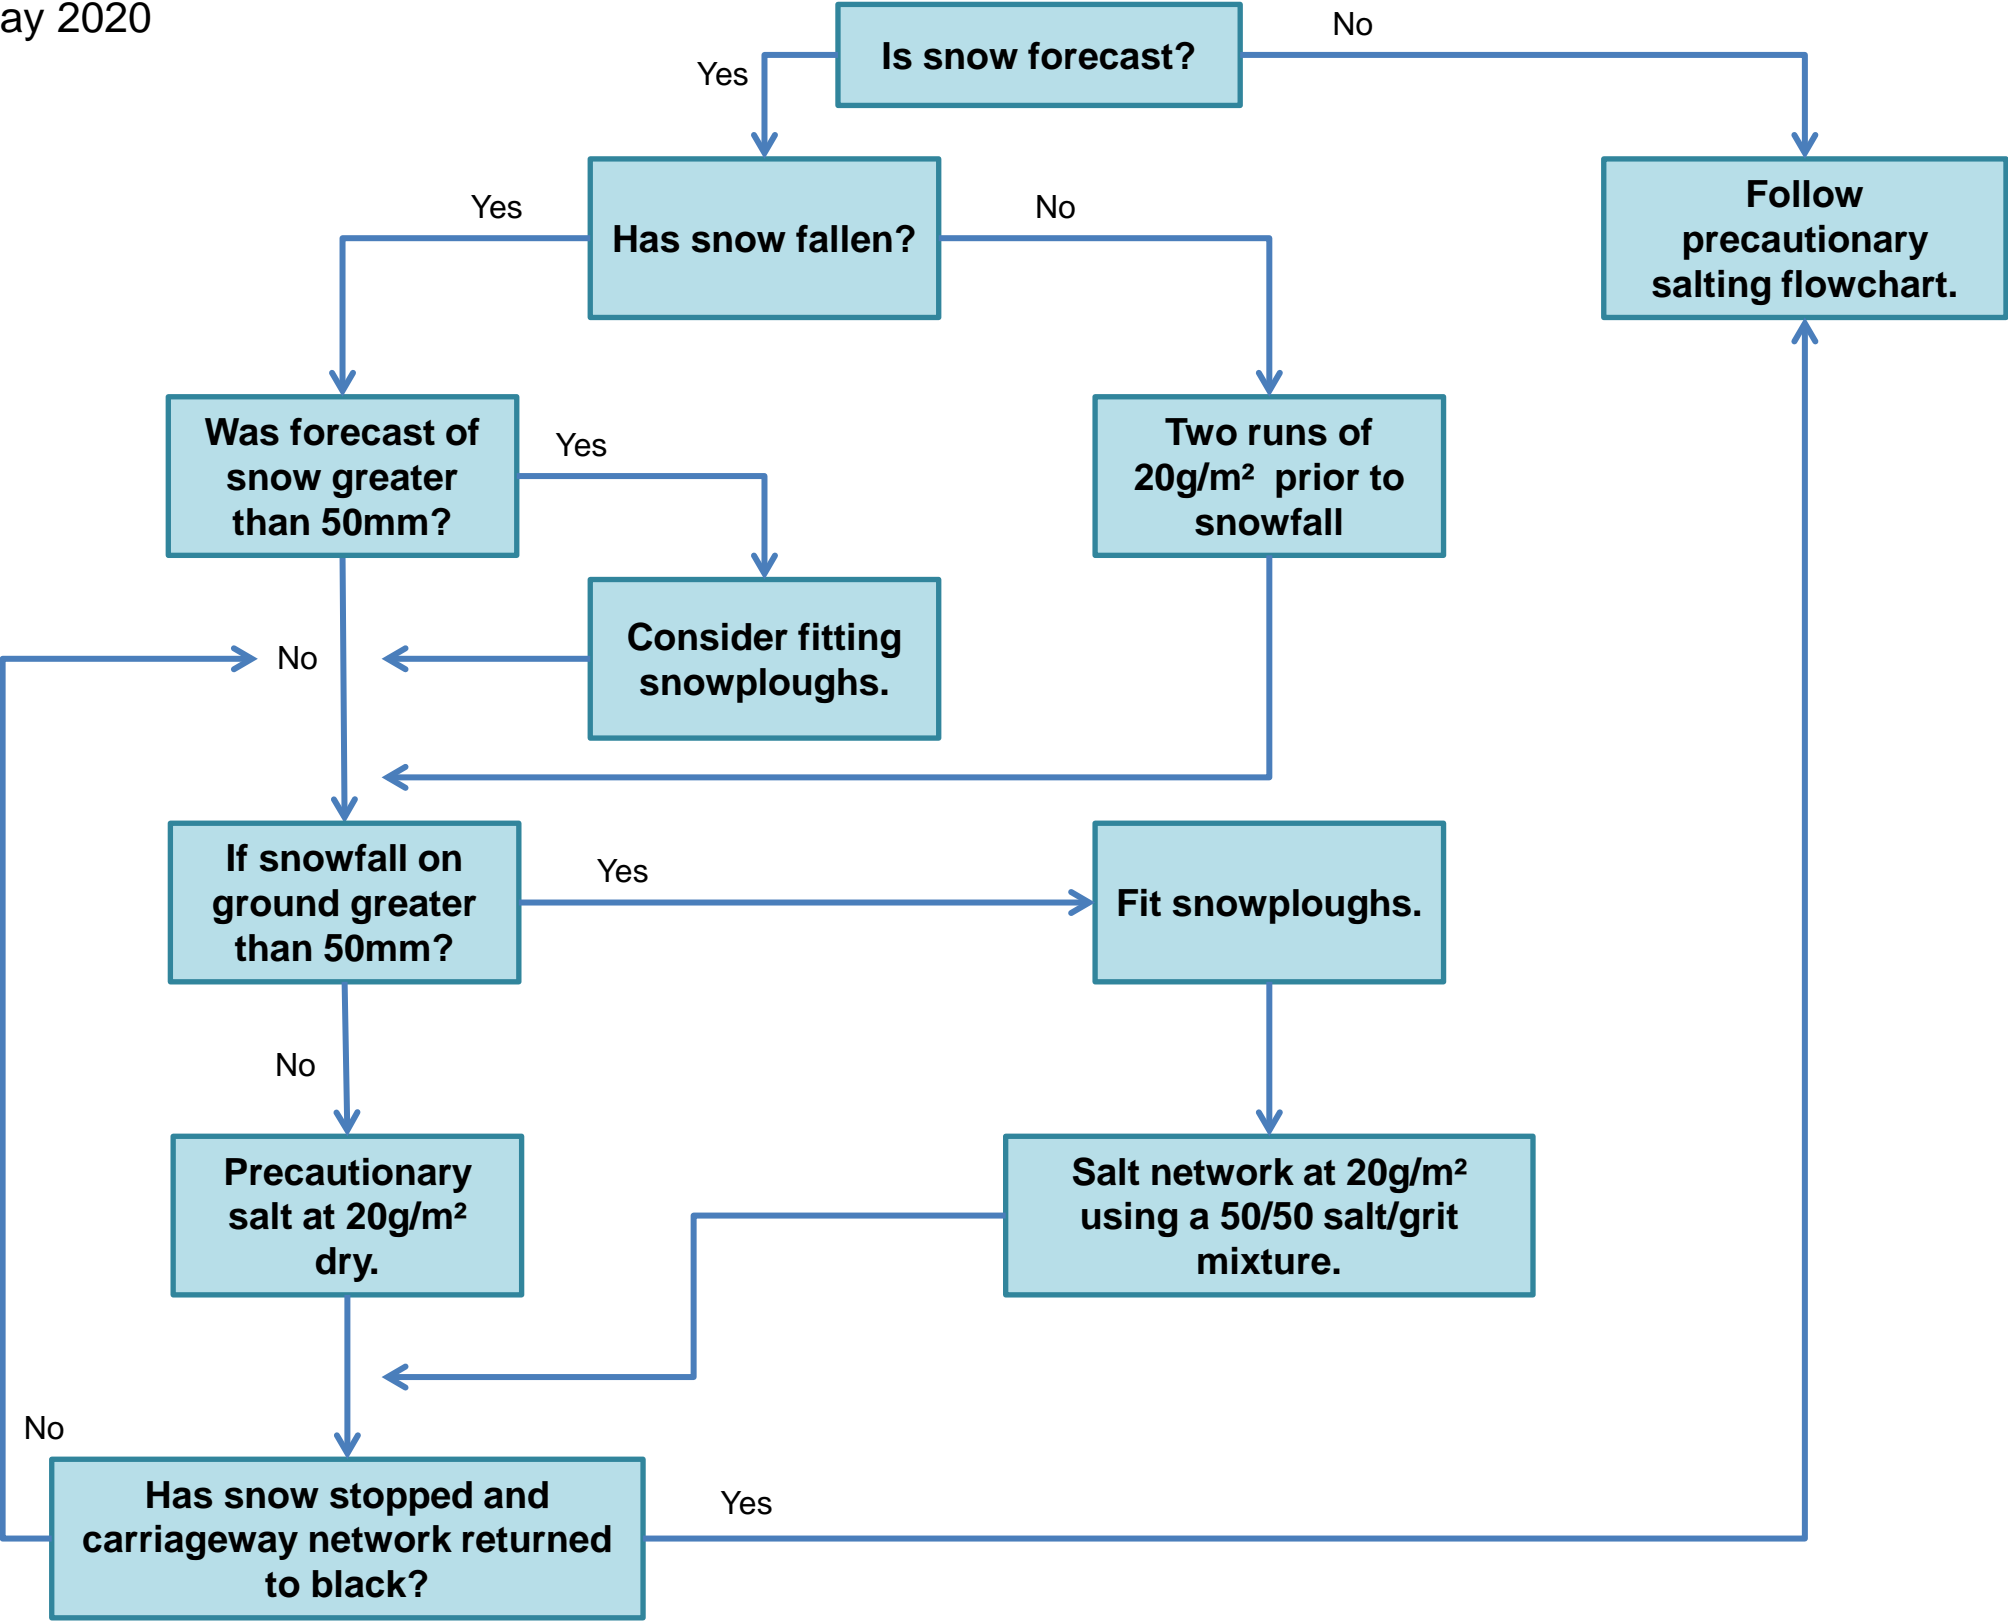 ay 2020
Is snow forecast?
No
Yes
Follow
precautionary
salting flowchart.
Yes
Has snow fallen?
No
Was forecast of
snow greater
than 50mm?
Yes
Two runs of
20g/m²  prior to
snowfall
Consider fitting
snowploughs.
No
If snowfall on
ground greater
than 50mm?
Yes
Fit snowploughs.
No
Precautionary
salt at 20g/m²
dry.
Salt network at 20g/m²
using a 50/50 salt/grit
mixture.
No
Has snow stopped and
carriageway network returned
to black?
Yes